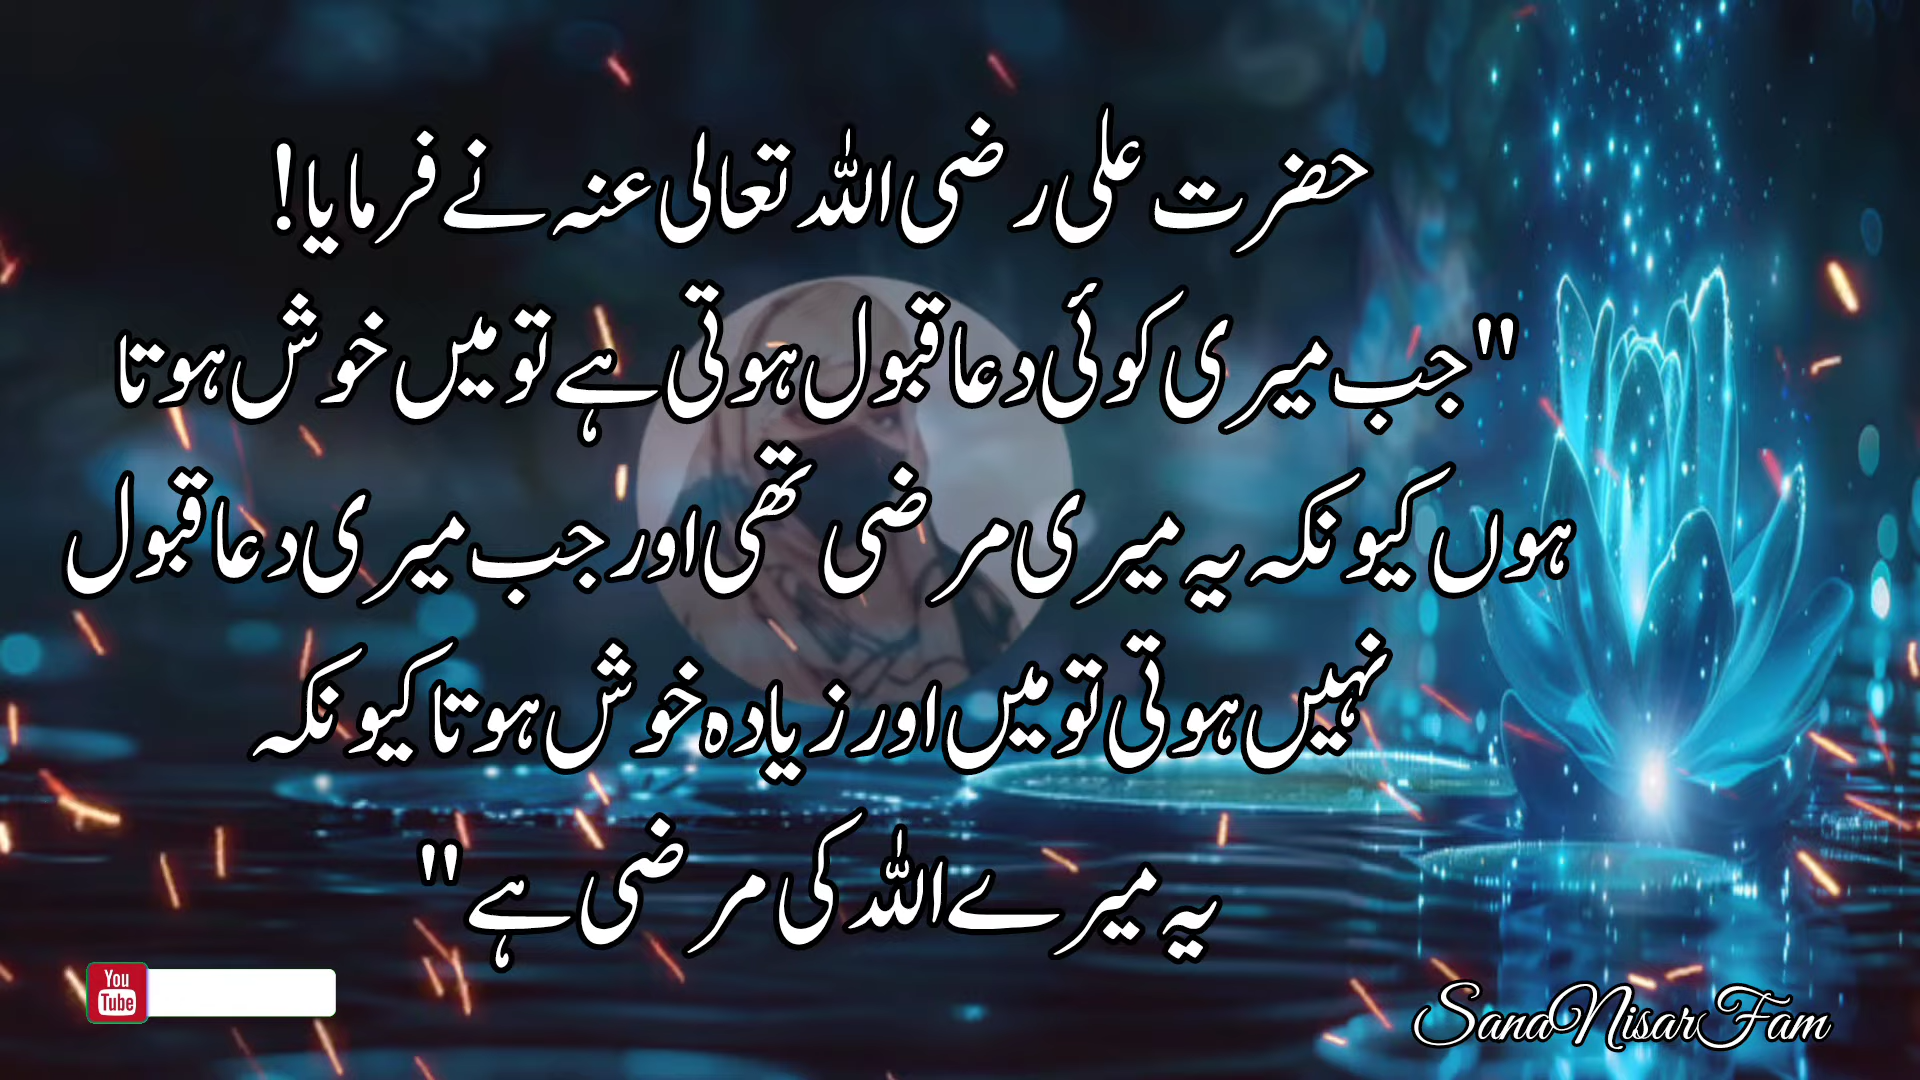 حضرت علی رضی اللہ تعالی عنہ نے فرمایا!
"جب میری کوئی دعا قبول ہوتی ہے تو میں خوش ہوتا
ہوں کیونکہ یہ میری مرضی تھی اور جب میری دعا قبول
نہیں ہوتی تو میں اور زیادہ خوش ہوتا کیونکہ
یہ میرے اللہ کی مرضی ہے"
You
Tube
SanaNisarFam